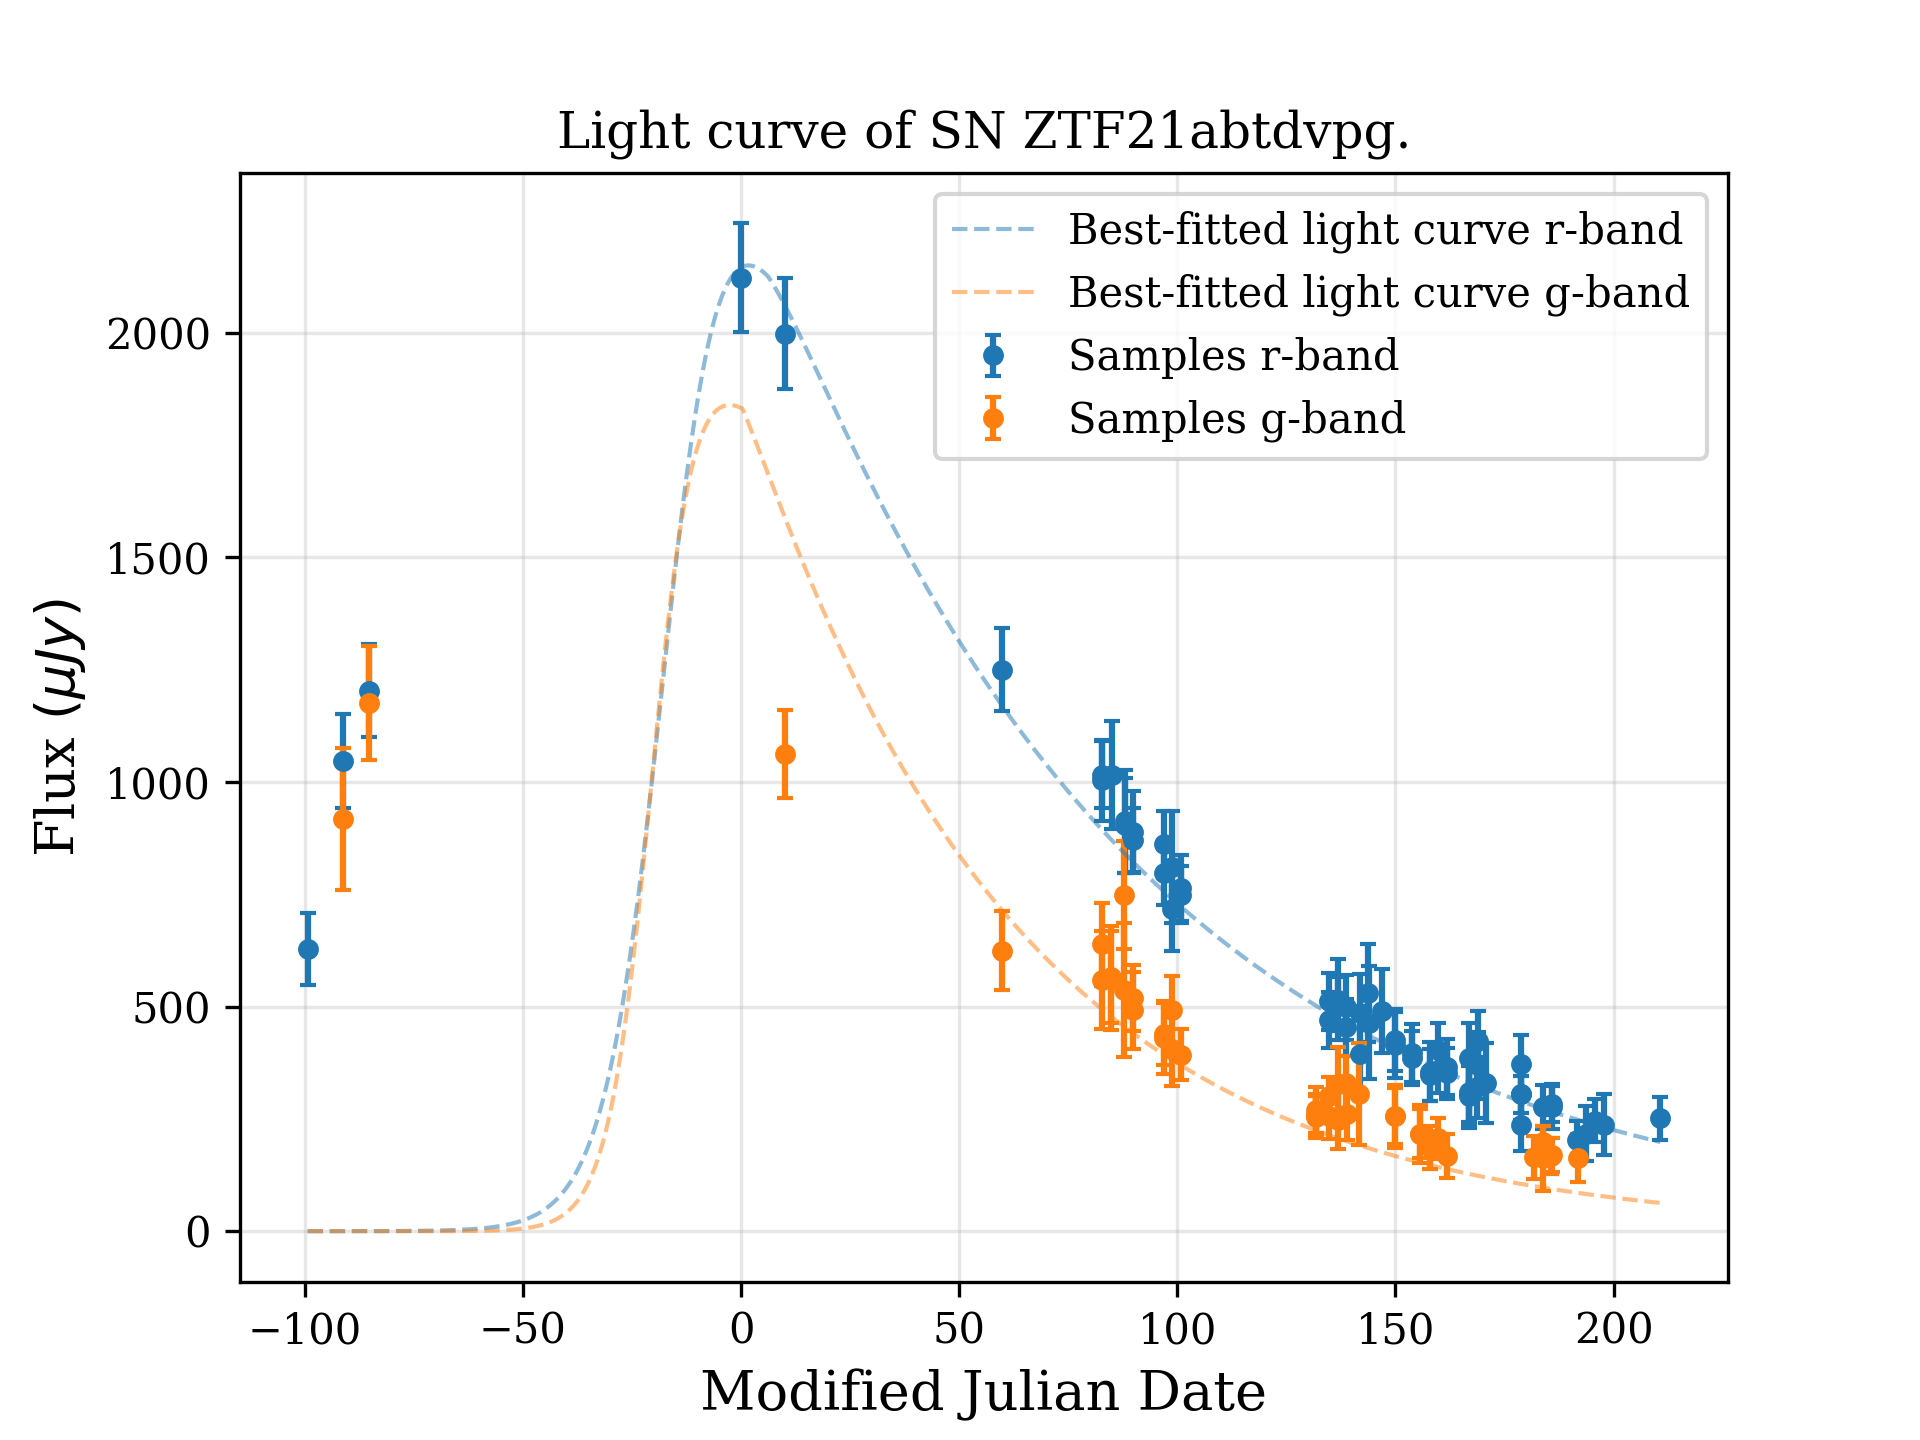 Light curve of SN ZTF21abtdvpg.
Best-fitted light curve r-band
Best-fitted light curve g-band
Samples r-band
Samples g-band
Flux (μJy)
2000
1500
1000
500
0
−100
−50
0
50
100
150
200
Modified Julian Date